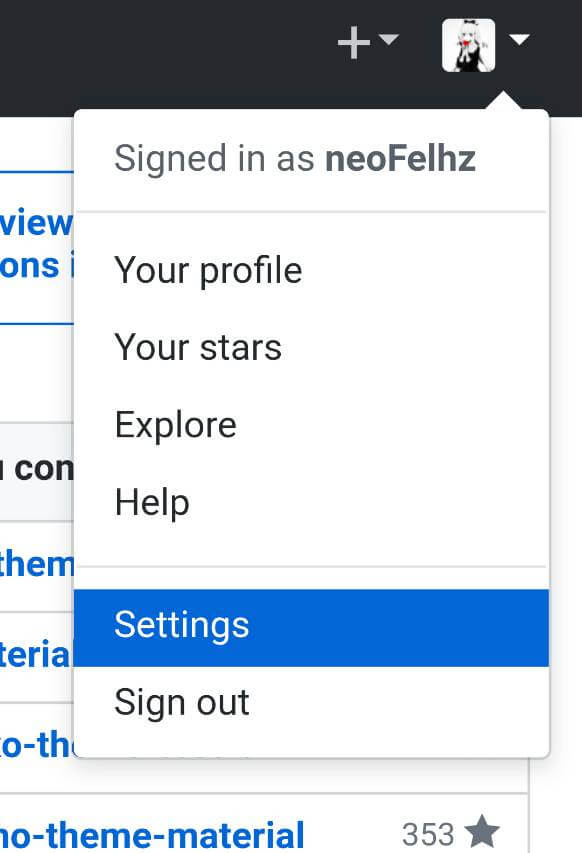 Signed in as neoFelhz
view
ons
Your profile
Your stars
Explore
con
Help
them
Settings
terial
Sign out
xo-the
no-theme-material
353